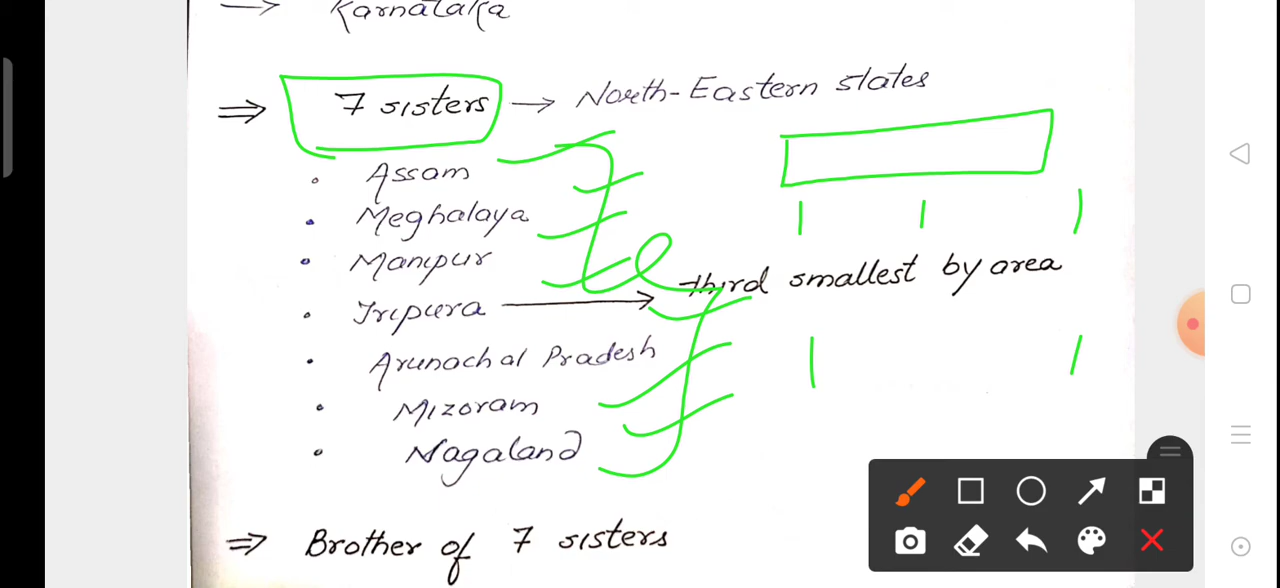 → Karnataka
⇒ 7 sisters → North-Eastern states
• Assam
• Meghalaya
• Manipur
• Tripura → third smallest by area
• Arunachal Pradesh
• Mizoram
• Nagaland
⇒ Brother of 7 sisters